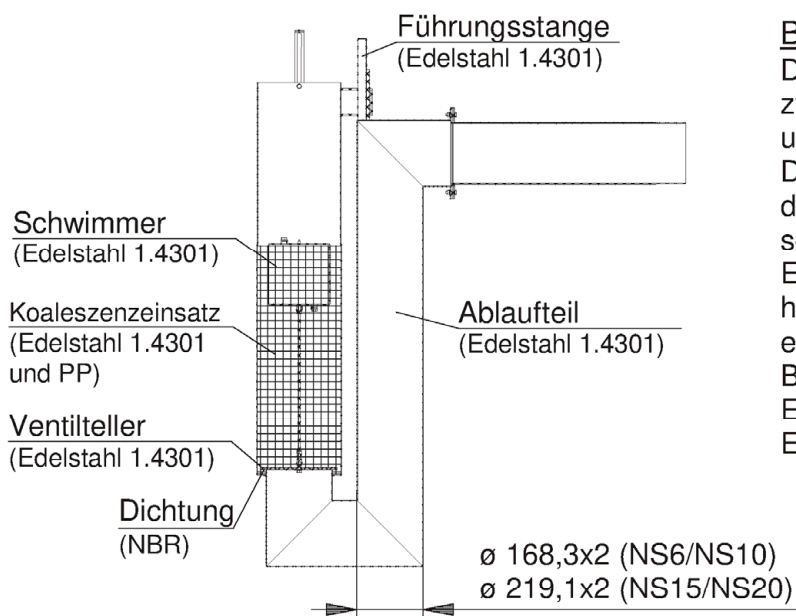 Führungsstange
(Edelstahl 1.4301)
Schwimmer
(Edelstahl 1.4301)
Koaleszenzeinsatz
(Edelstahl 1.4301
und PP)
Ventilteller
(Edelstahl 1.4301)
Dichtung
(NBR)
Ablaufteil
(Edelstahl 1.4301)
ø 168,3x2 (NS6/NS10)
ø 219,1x2 (NS15/NS20)